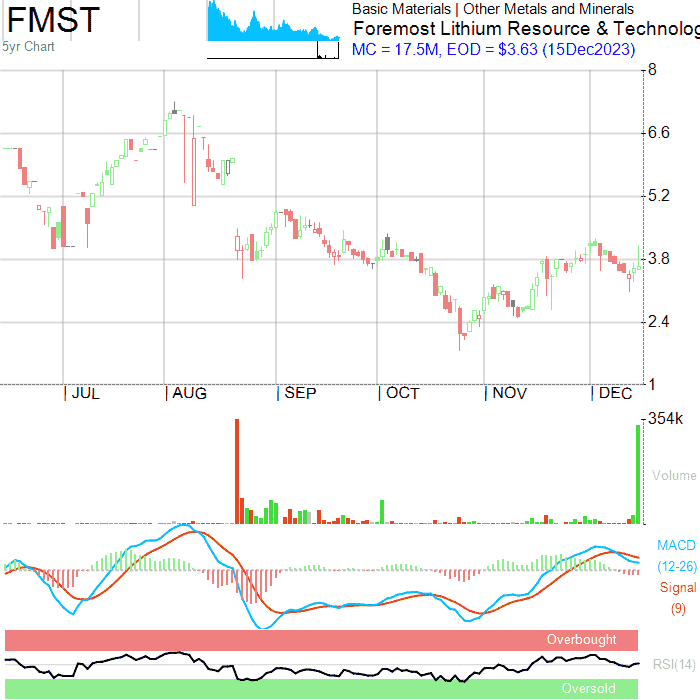 FMST
5yr Chart
Basic Materials | Other Metals and Minerals
Foremost Lithium Resource & Technolog
MC = 17.5M, EOD = $3.63 (15Dec2023)
8
6.6
5.2
3.8
2.4
1
JUL AUG SEP OCT NOV DEC
354k
Volume
MACD
(12-26)
Signal
(9)
Overbought
RSI(14)
Oversold